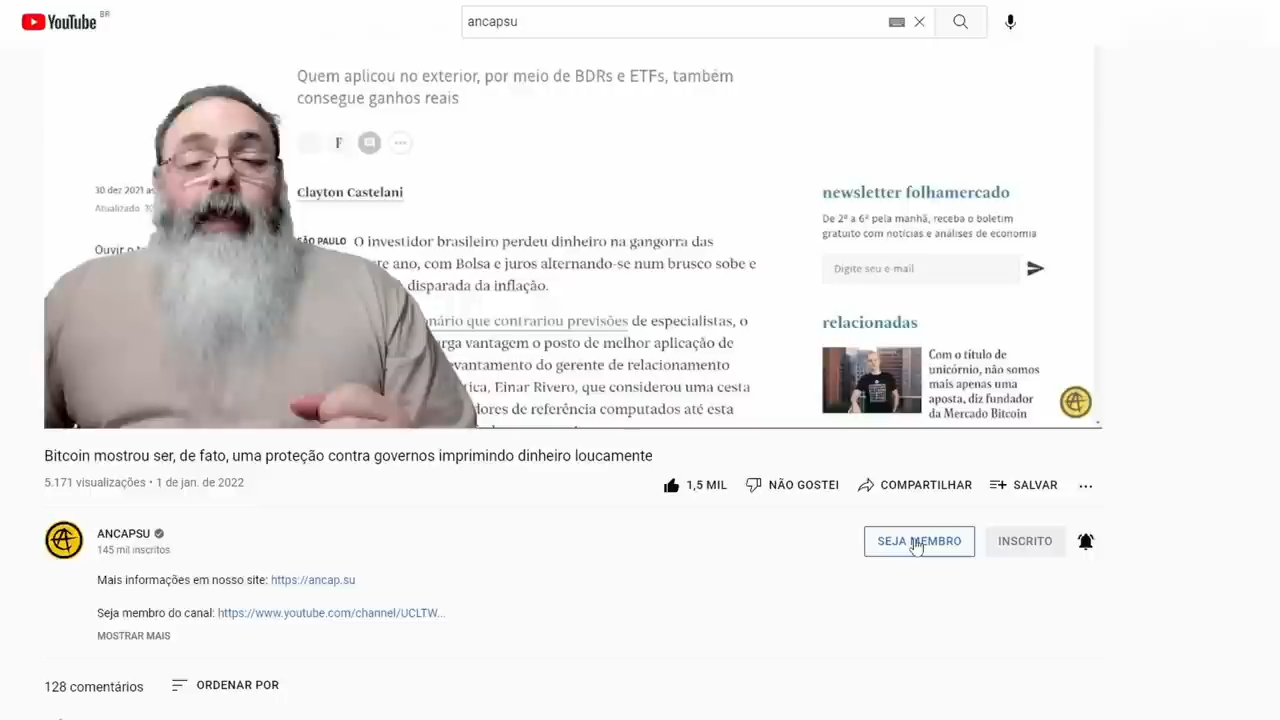 YouTube BR
ancapsu
Quem aplicou no exterior, por meio de BDRs e ETFs, também
consegue ganhos reais
F
30 dez 2021 às
Clayton Castelani
Atualizado
newsletter folhamercado
De 2ª a 6ª pela manhã, receba o boletim
gratuito com notícias e análises de economia
Digite seu e-mail
Ouvir o
SÃO PAULO O investidor brasileiro perdeu dinheiro na gangorra das
te ano, com Bolsa e juros alternando-se num brusco sobe e
disparada da inflação.
nário que contrariou previsões de especialistas, o
rga vantagem o posto de melhor aplicação de
vantamento do gerente de relacionamento
tica, Einar Rivero, que considerou uma cesta
dores de referência computados até esta
relacionadas
Com o título de
unicórnio, não somos
mais apenas uma
aposta, diz fundador
da Mercado Bitcoin
Bitcoin mostrou ser, de fato, uma proteção contra governos imprimindo dinheiro loucamente
5.171 visualizações • 1 de jan. de 2022
1,5 MIL
NÃO GOSTEI
COMPARTILHAR
SALVAR
ANCAPSU
145 mil inscritos
SEJA MEMBRO
INSCRITO
Mais informações em nosso site: https://ancap.su
Seja membro do canal: https://www.youtube.com/channel/UCLTW...
MOSTRAR MAIS
128 comentários
ORDENAR POR